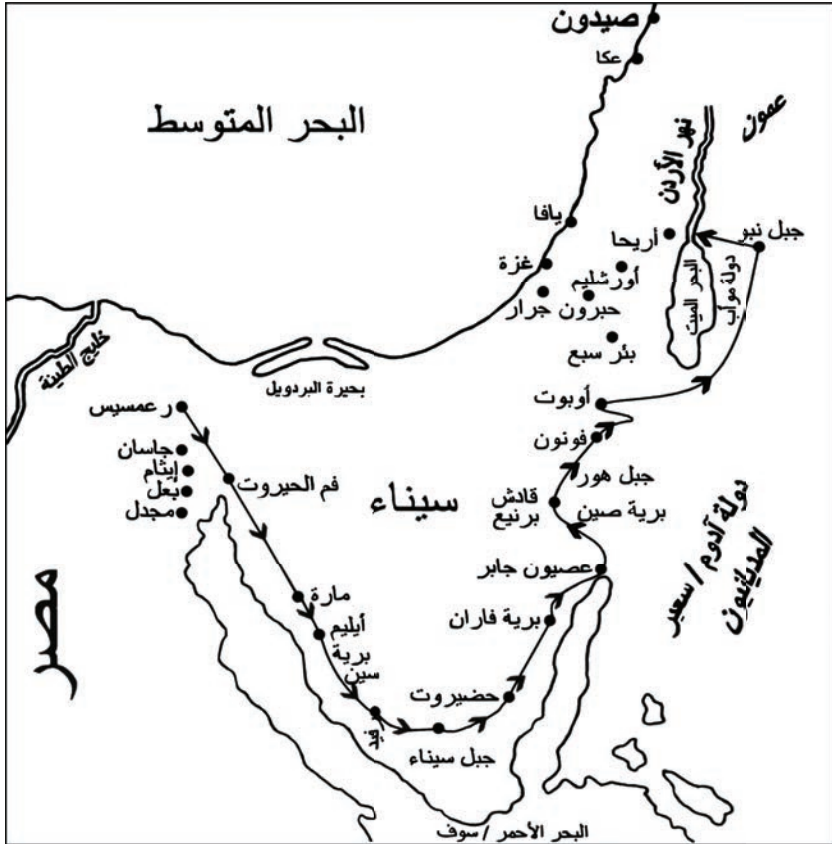 صيدون
عكا
البحر المتوسط
عمون
نهر الأردن
يافا
أريحا
جبل نبو
غزة
أورشليم
البحر الميت
دولة موآب
حبرون
جرار
بئر سبع
خليج الطينة
بحيرة البردويل
رعمسيس
أوبوت
جاسان
فونون
إيثام
فم الحيروت
سيناء
جبل هور
بعل
قادش
برنيع
برية صين
مجدل
دولة آدوم / سعير
المديانيون
عصيون جابر
مصر
مارة
برية فاران
أيليم
برية
سين
حضيروت
جبل سيناء
البحر الأحمر / سوف